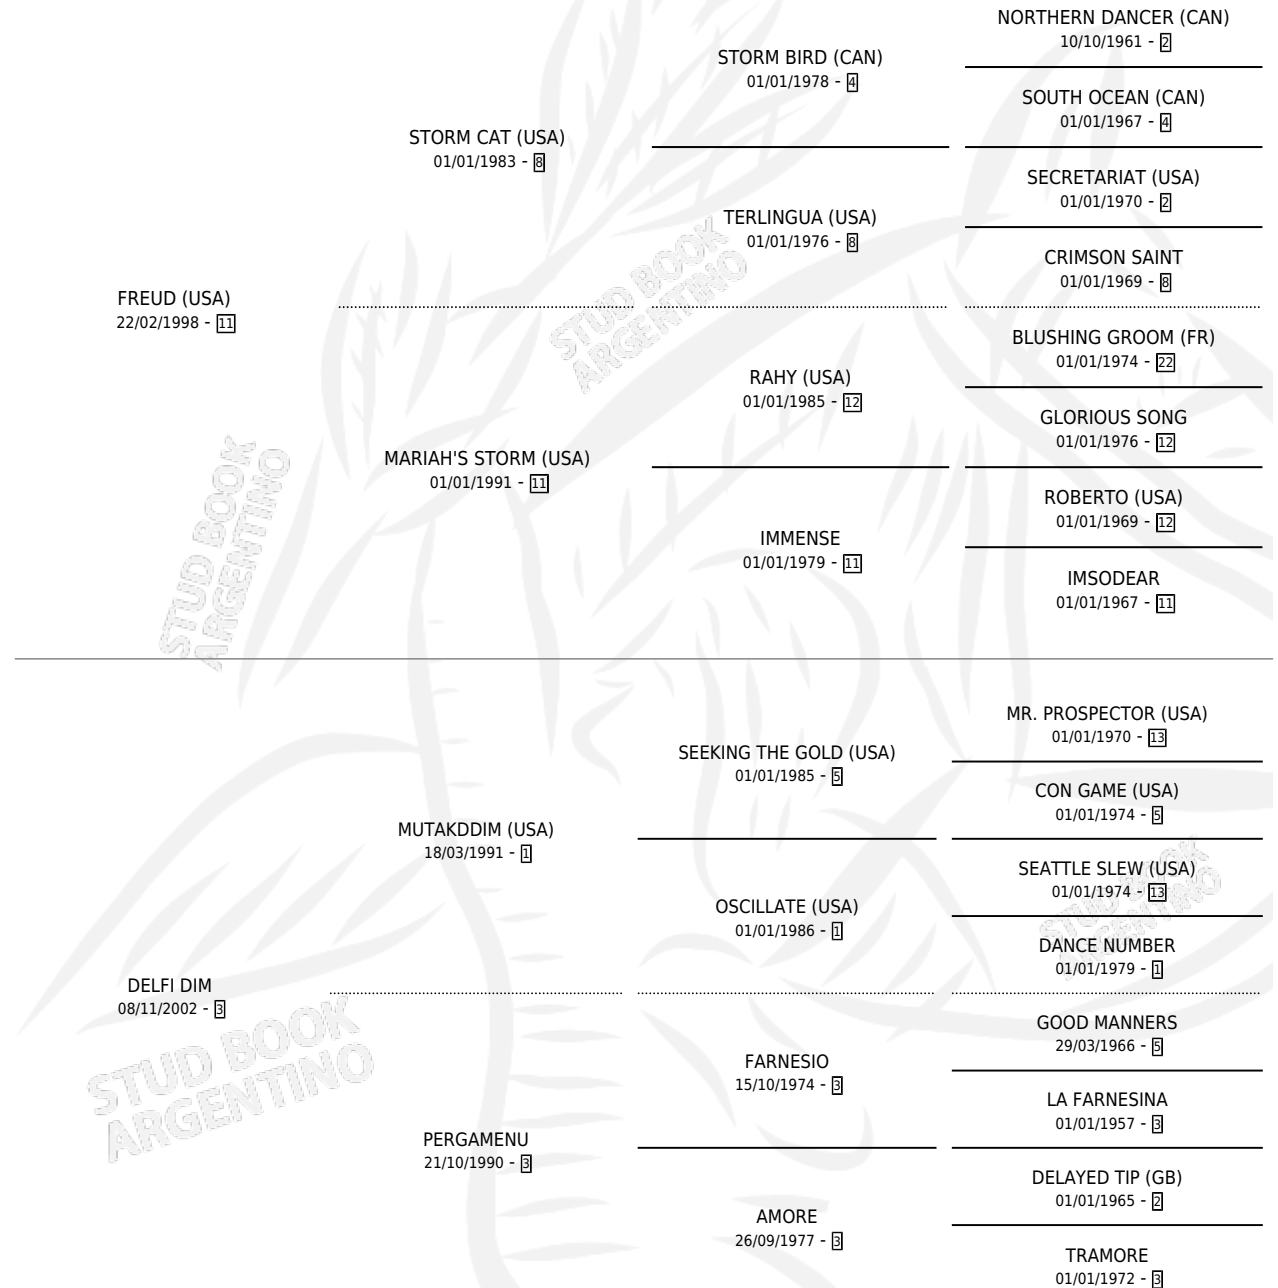 NORTHERN DANCER (CAN)
10/10/1961 - 2
STORM BIRD (CAN)
01/01/1978 - 4
SOUTH OCEAN (CAN)
01/01/1967 - 4
STORM CAT (USA)
01/01/1983 - 8
SECRETARIAT (USA)
01/01/1970 - 2
TERLINGUA (USA)
01/01/1976 - 8
CRIMSON SAINT
01/01/1969 - 8
FREUD (USA)
22/02/1998 - 11
STUD BOOK
ARGENTINO
BLUSHING GROOM (FR)
01/01/1974 - 22
RAHY (USA)
01/01/1985 - 12
GLORIOUS SONG
01/01/1976 - 12
MARIAH'S STORM (USA)
01/01/1991 - 11
ROBERTO (USA)
01/01/1969 - 12
IMMENSE
01/01/1979 - 11
IMSODEAR
01/01/1967 - 11
STUD BOOK
ARGENTINO
MR. PROSPECTOR (USA)
01/01/1970 - 13
SEEKING THE GOLD (USA)
01/01/1985 - 5
CON GAME (USA)
01/01/1974 - 5
MUTAKDDIM (USA)
18/03/1991 - 1
SEATTLE SLEW (USA)
01/01/1974 - 13
OSCILLATE (USA)
01/01/1986 - 1
STUD BOOK
ARGENTINO
DANCE NUMBER
01/01/1979 - 1
DELFI DIM
08/11/2002 - 3
STUD BOOK
ARGENTINO
GOOD MANNERS
29/03/1966 - 5
FARNESIO
15/10/1974 - 3
LA FARNESINA
01/01/1957 - 3
PERGAMENU
21/10/1990 - 3
DELAYED TIP (GB)
01/01/1965 - 2
AMORE
26/09/1977 - 3
TRAMORE
01/01/1972 - 3